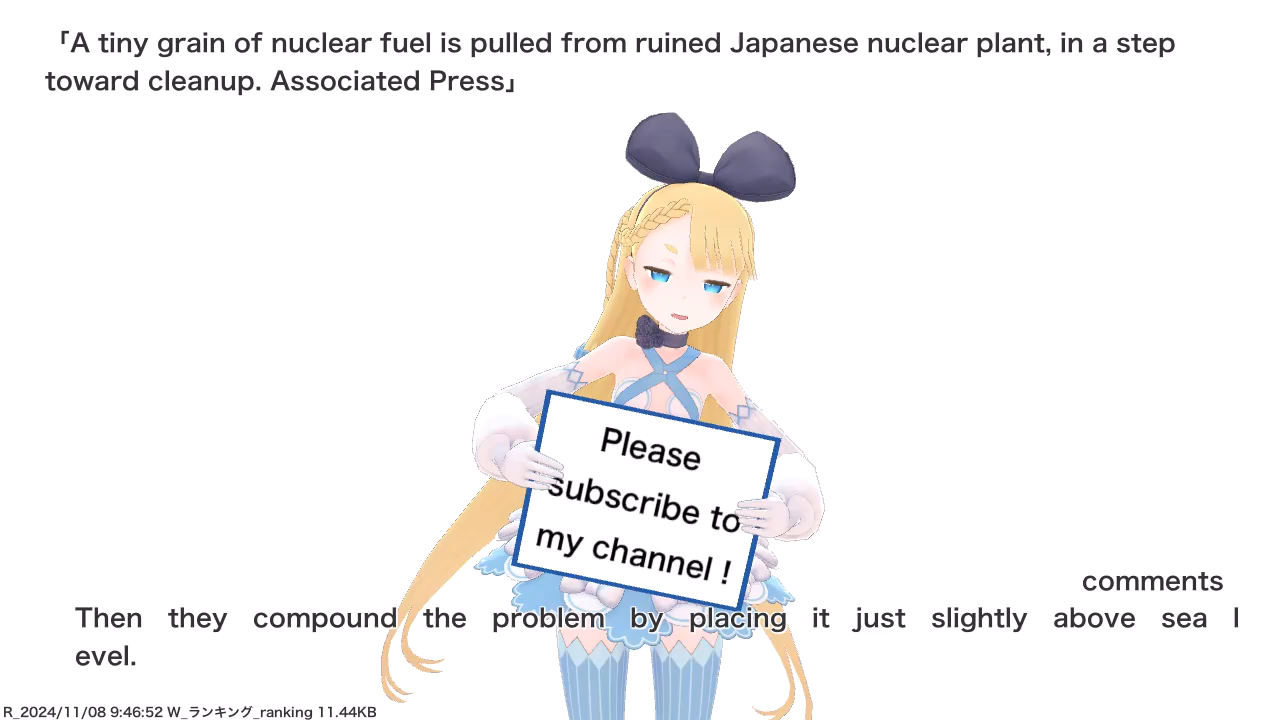 「A tiny grain of nuclear fuel is pulled from ruined Japanese nuclear plant, in a step
toward cleanup. Associated Press」
Please
subscribe to
my channel !
comments
Then they compound the problem by placing it just slightly above sea l
evel.
R_2024/11/08 9:46:52 W_ランキング_ranking 11.44KB